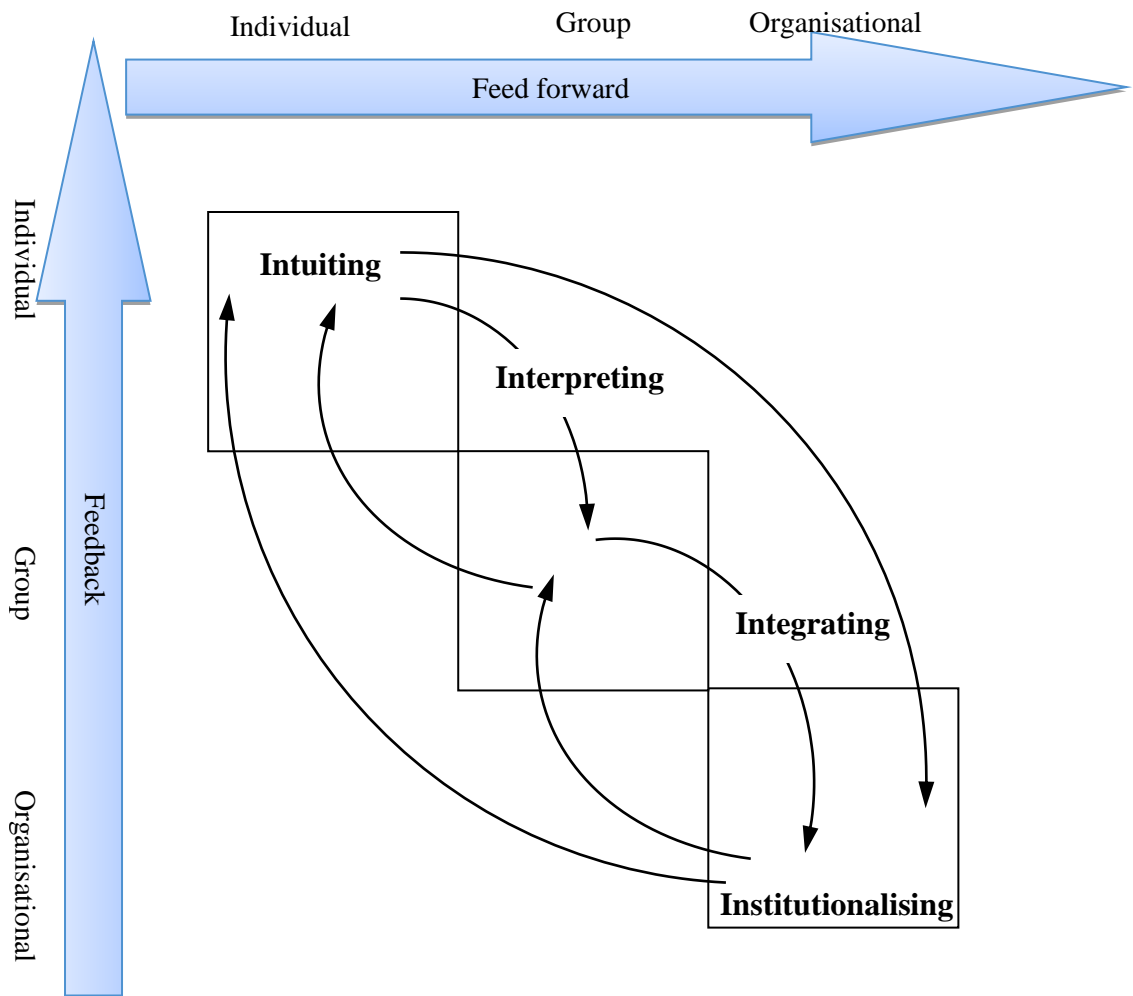 Individual
Group
Organisational
Feed forward
Individual
Group
Organisational
Feedback
Intuiting
Interpreting
Integrating
Institutionalising